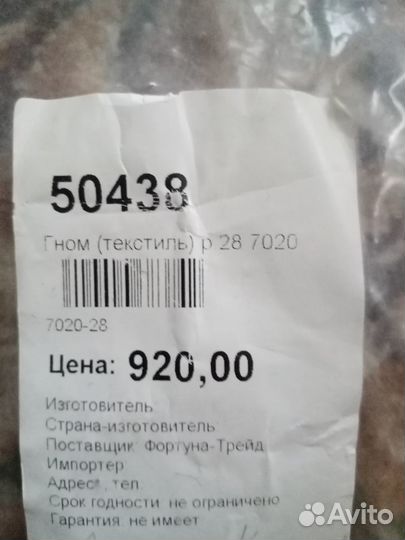 50438
Гном (текстиль) р 28 7020
7020-28
Цена: 920,00
Изготовитель
Страна-изготовитель
Поставщик Фортуна-Трейд
Импортер
Адрес , тел.
Срок годности не ограничено
Гарантия не имеет
Avito